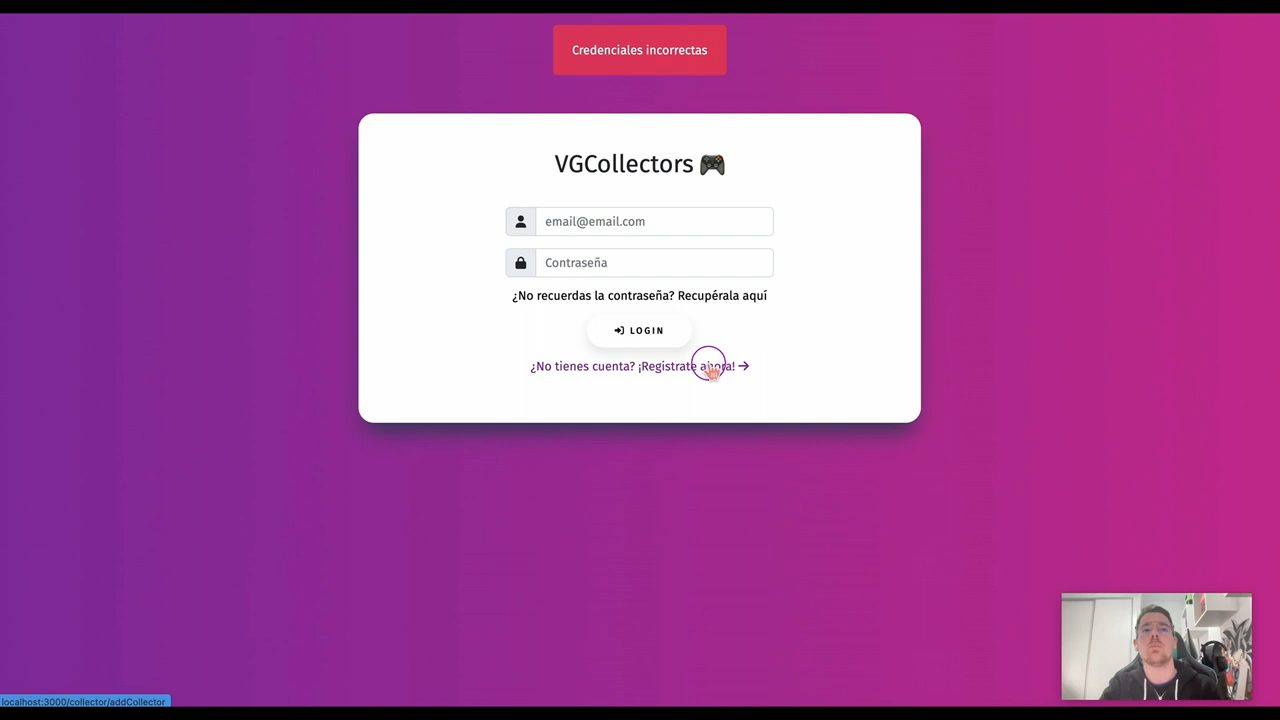 Credenciales incorrectas
VGCollectors 🎮
email@email.com
Contraseña
¿No recuerdas la contraseña? Recupérala aquí
LOGIN
¿No tienes cuenta? ¡Registrate ahora! →
localhost:3000/collector/addCollector